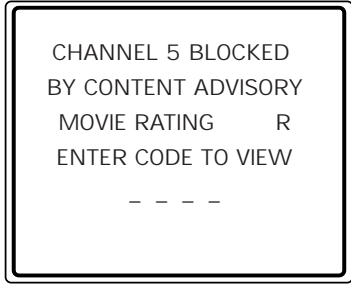 CHANNEL 5 BLOCKED
BY CONTENT ADVISORY
MOVIE RATING R
ENTER CODE TO VIEW
_ _ _ _